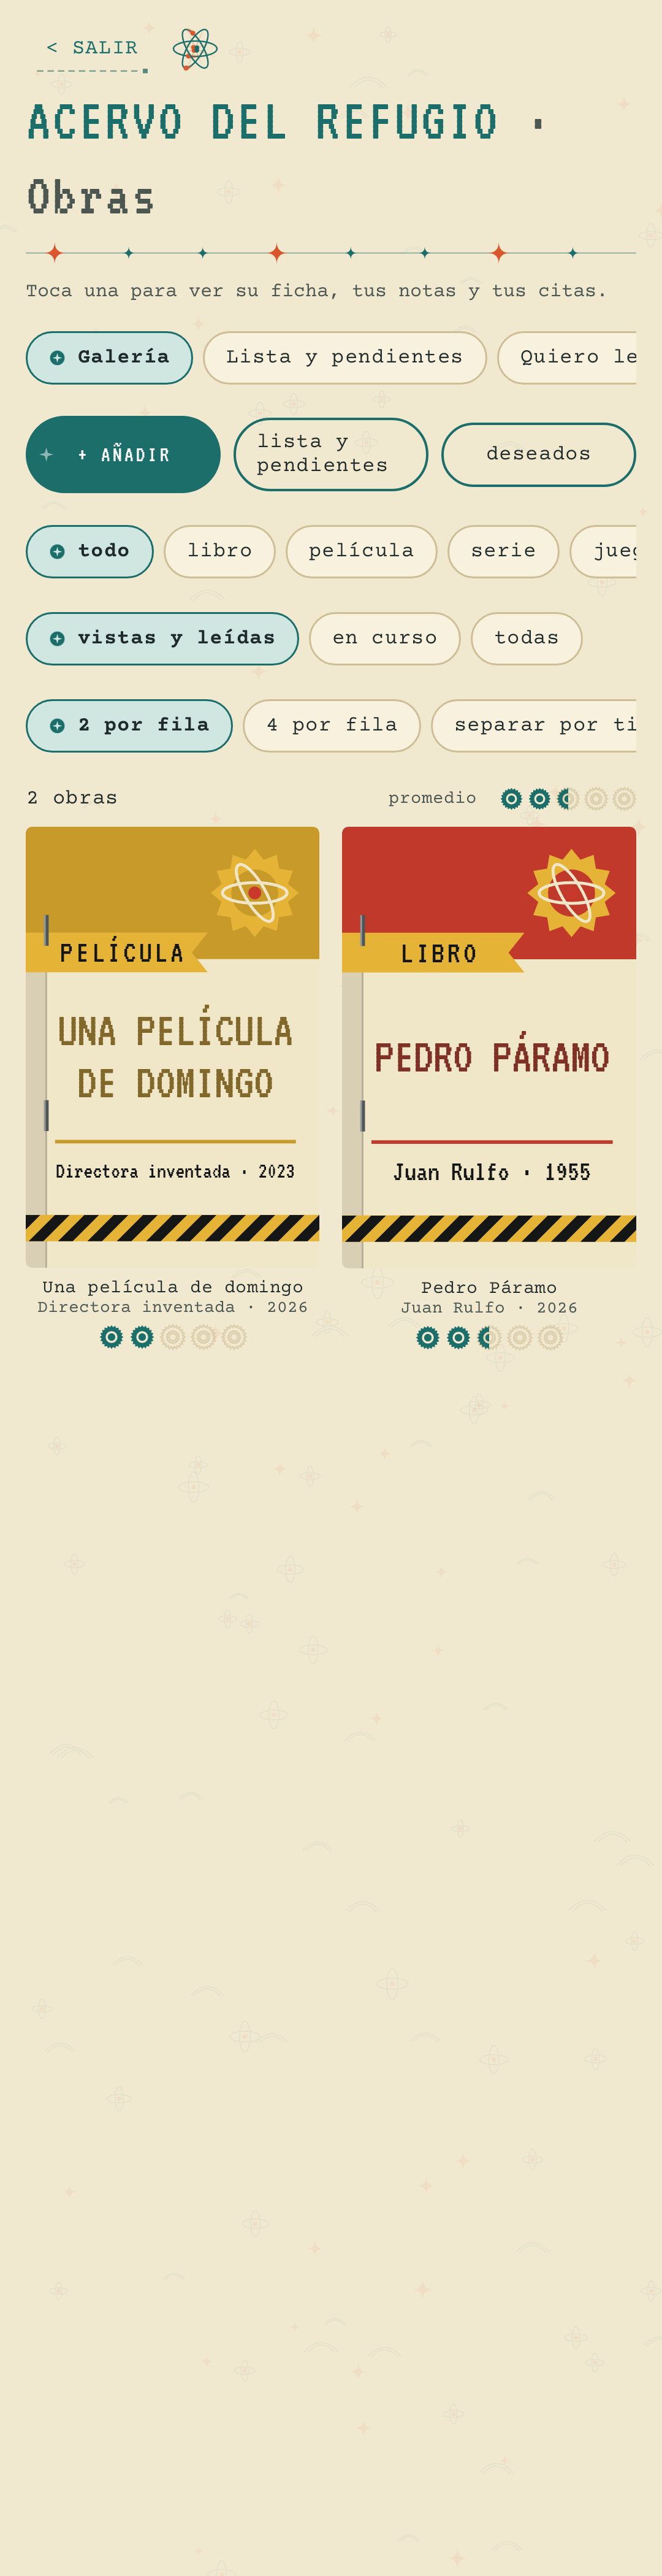 < SALIR
ACERVO DEL REFUGIO ·
Obras
Toca una para ver su ficha, tus notas y tus citas.
Galería
Lista y pendientes
Quiero le
+ AÑADIR
lista y
pendientes
deseados
todo
libro
película
serie
jueg
vistas y leídas
en curso
todas
2 por fila
4 por fila
separar por ti
2 obras
promedio
PELÍCULA
UNA PELÍCULA
DE DOMINGO
Directora inventada · 2023
LIBRO
PEDRO PÁRAMO
Juan Rulfo · 1955
Una película de domingo
Directora inventada · 2026
Pedro Páramo
Juan Rulfo · 2026